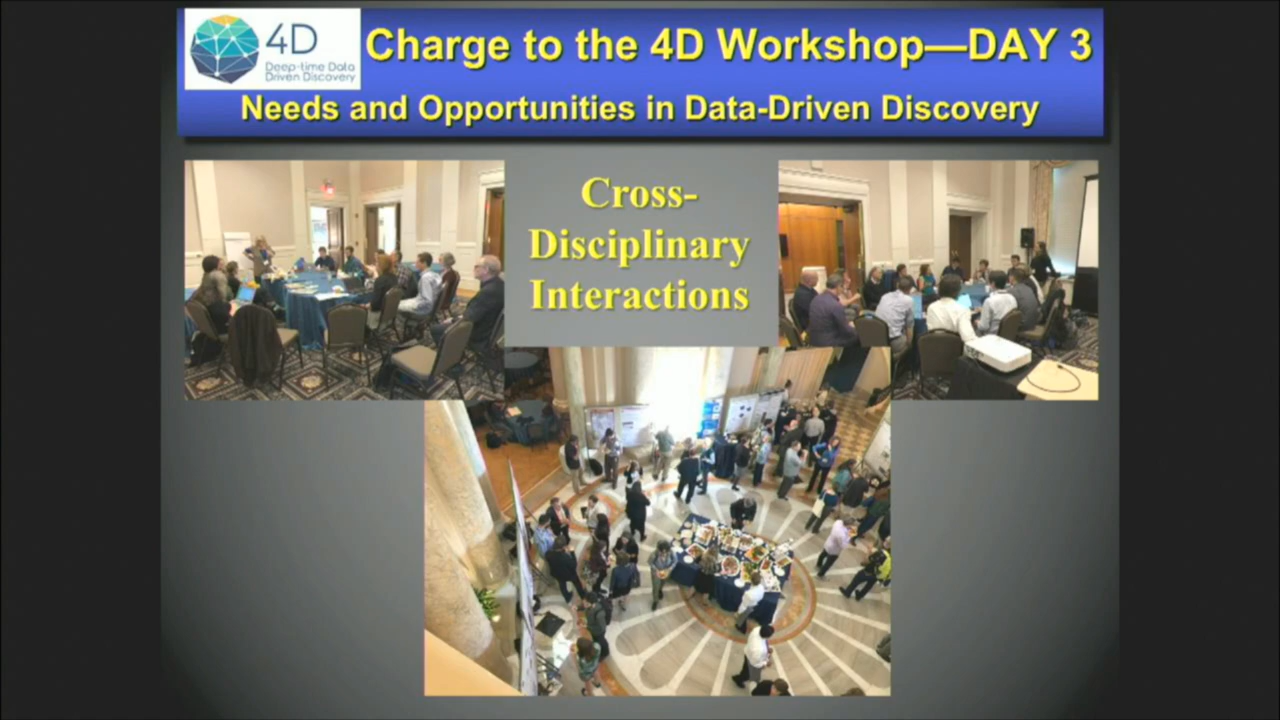 4D
Deep-time Data
Driven Discovery
Charge to the 4D Workshop—DAY 3
Needs and Opportunities in Data-Driven Discovery
Cross-
Disciplinary
Interactions